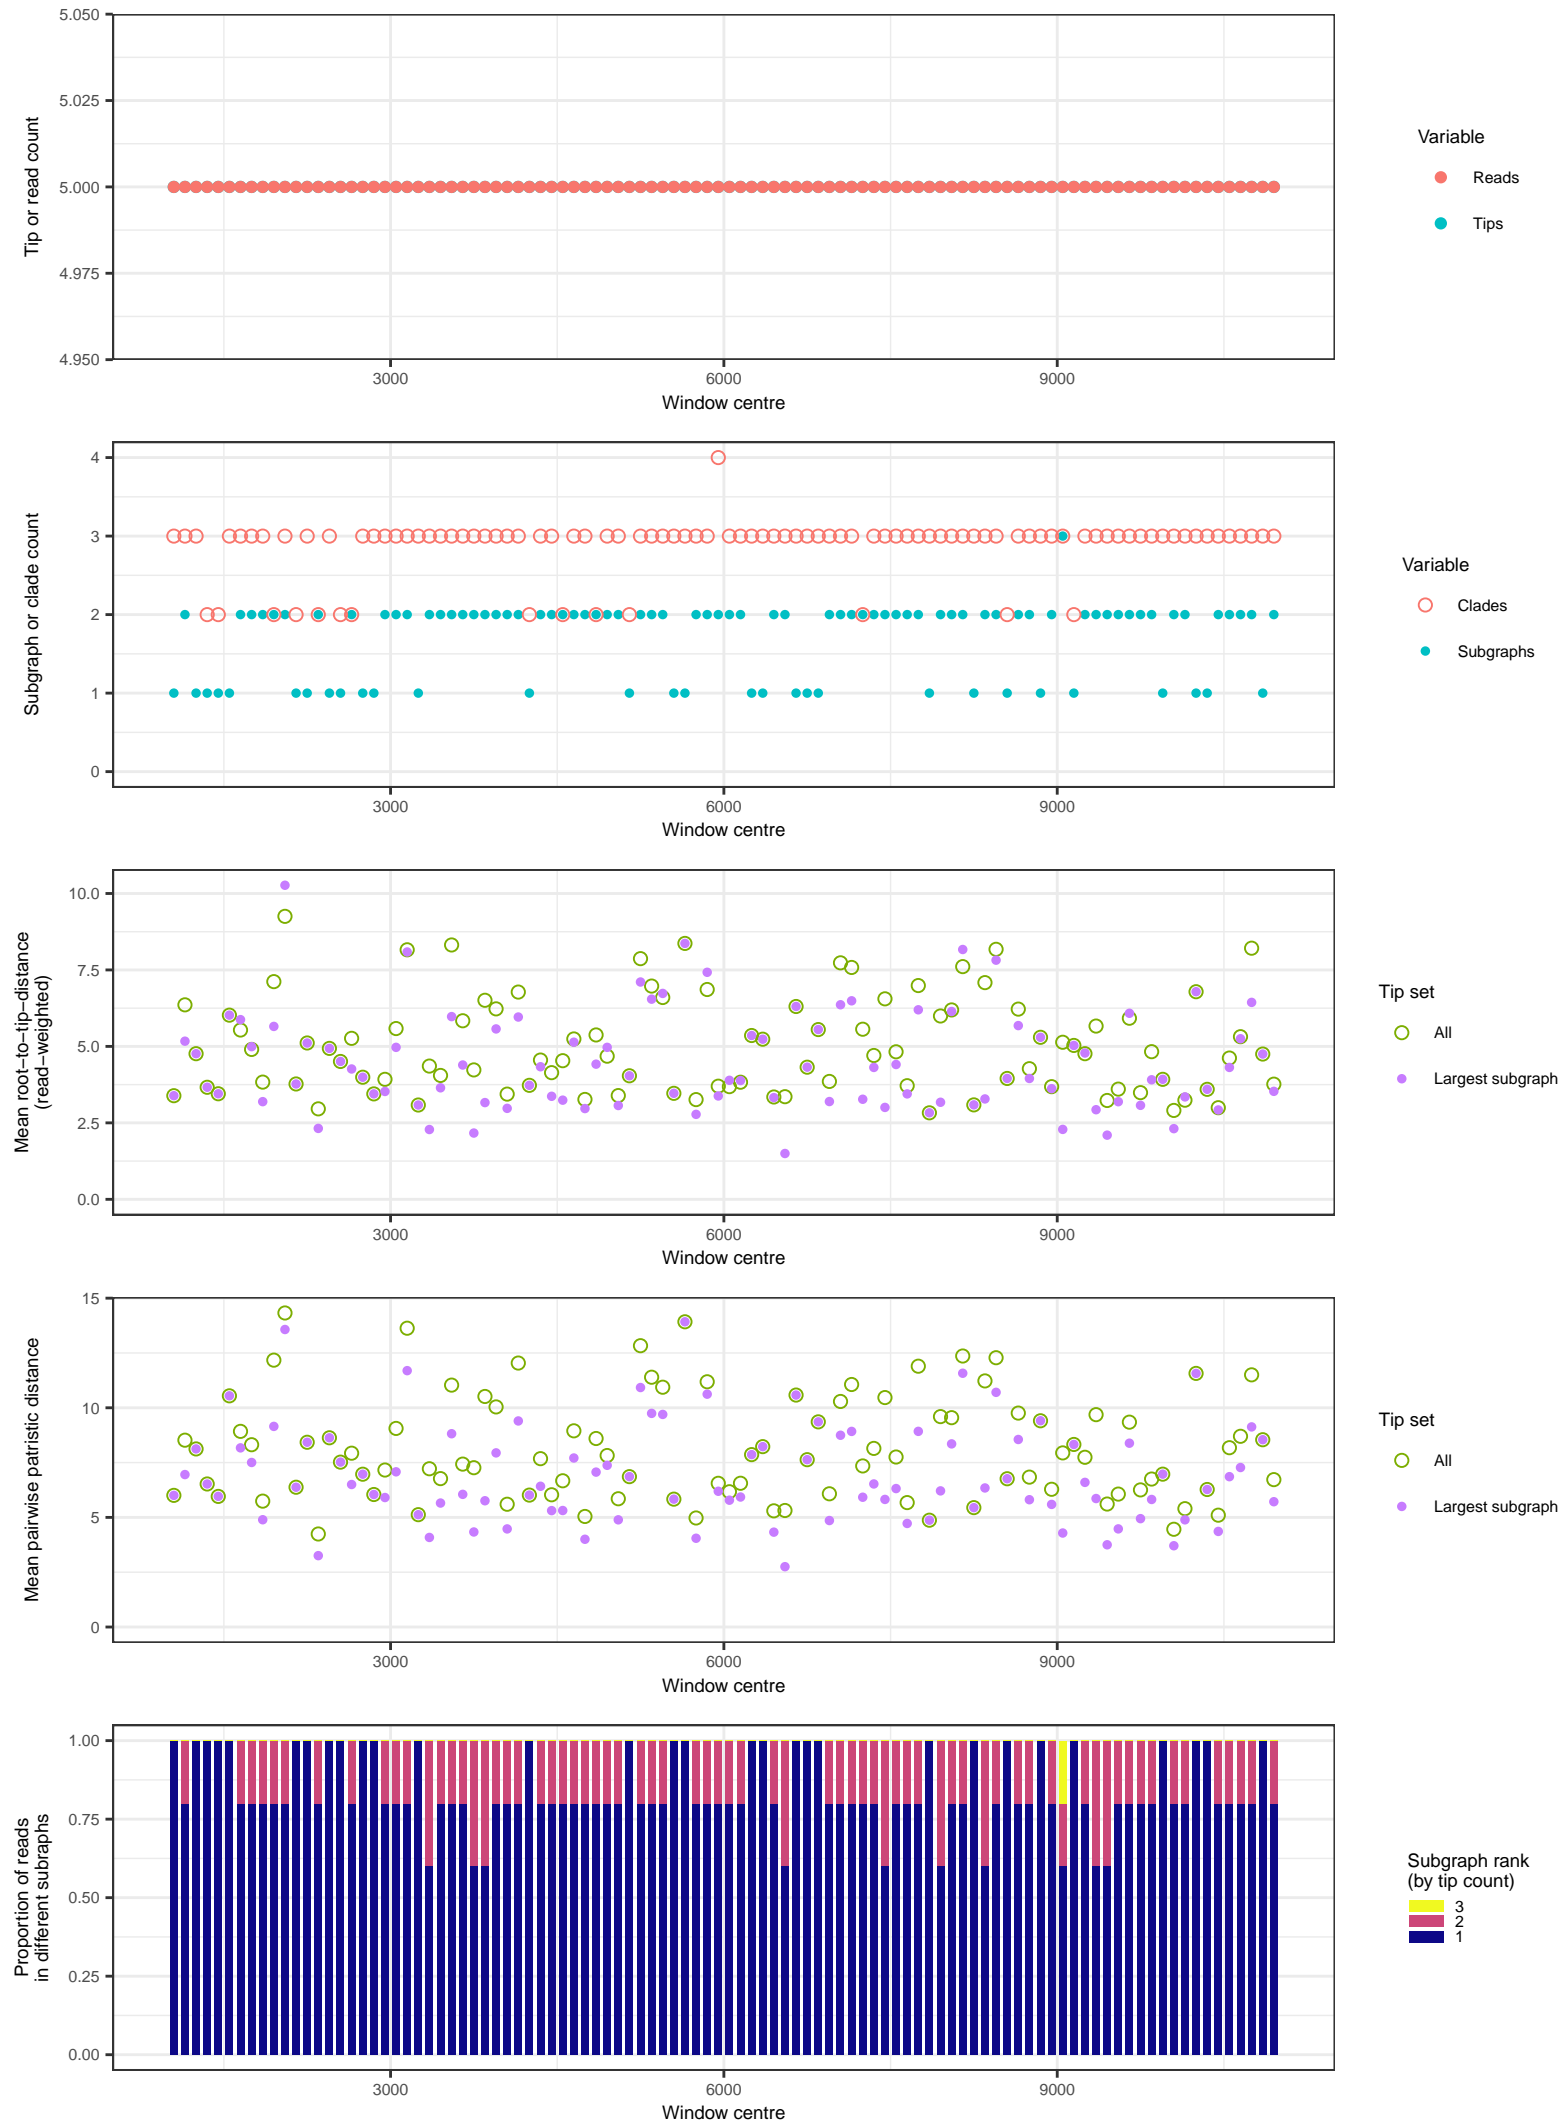 5.050
5.025
5.000
4.975
4.950
Tip or read count
3000
6000
9000
Window centre
Variable
Reads
Tips
4
3
2
1
0
Subgraph or clade count
3000
6000
9000
Window centre
Variable
Clades
Subgraphs
10.0
7.5
5.0
2.5
0.0
Mean root−to−tip−distance
(read−weighted)
3000
6000
9000
Window centre
Tip set
All
Largest subgraph
15
10
5
0
Mean pairwise patristic distance
3000
6000
9000
Window centre
Tip set
All
Largest subgraph
1.00
0.75
0.50
0.25
0.00
Proportion of reads
in different subraphs
3000
6000
9000
Window centre
Subgraph rank
(by tip count)
3
2
1